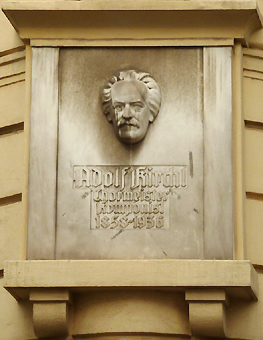 Adolf Kirchl
Chormeister
Komponist
1858-1936